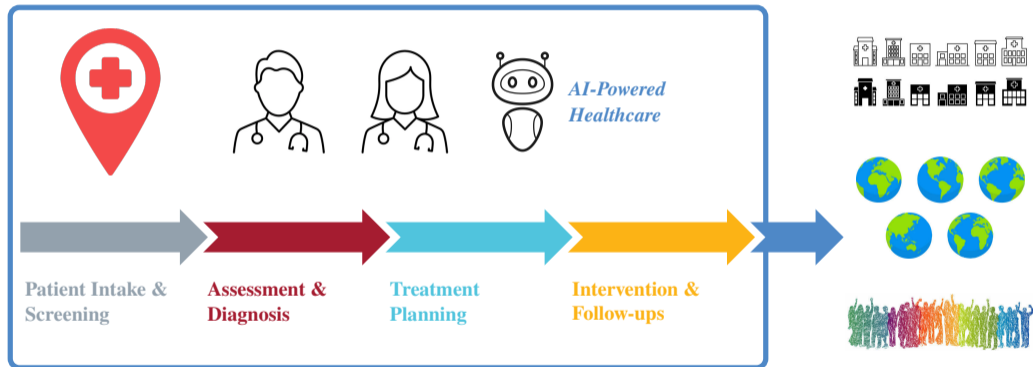 AI-Powered
Healthcare
Patient Intake &
Screening
Assessment &
Diagnosis
Treatment
Planning
Intervention &
Follow-ups